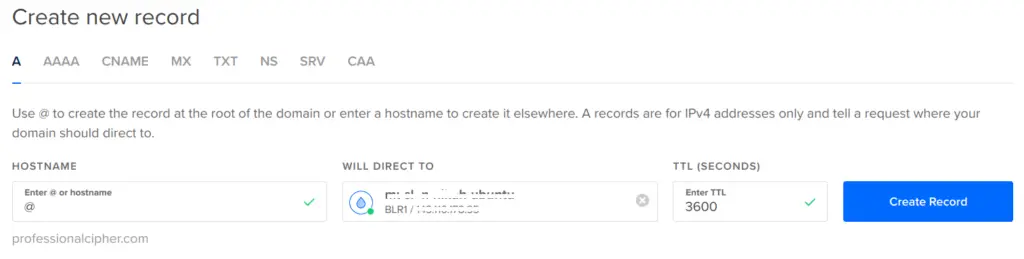 Create new record
A AAAA CNAME MX TXT NS SRV CAA
Use @ to create the record at the root of the domain or enter a hostname to create it elsewhere. A records are for IPv4 addresses only and tell a request where your
domain should direct to.
HOSTNAME WILL DIRECT TO TTL (SECONDS)
Enter @ or hostname Enter TTL
@ BLR1 / 3600 Create Record
professionalcipher.com